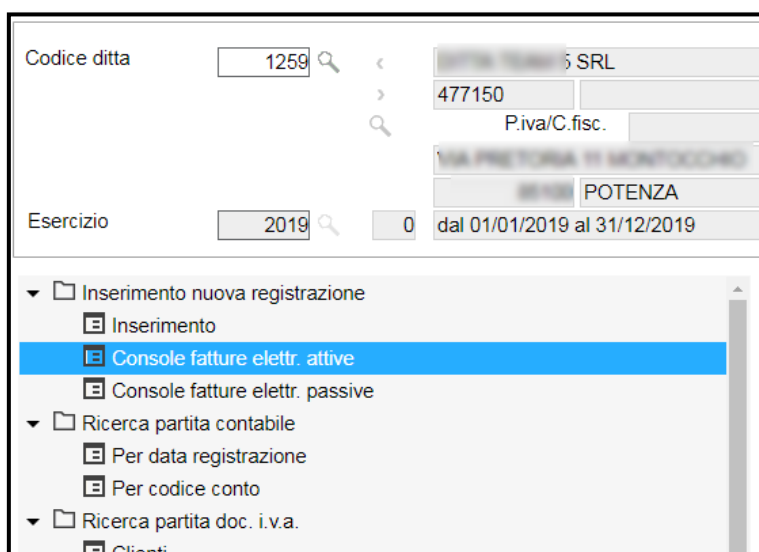 Codice ditta 1259 SRL
477150
P.iva/C.fisc.
POTENZA
Esercizio 2019 0 dal 01/01/2019 al 31/12/2019
Inserimento nuova registrazione
Inserimento
Console fatture elettr. attive
Console fatture elettr. passive
Ricerca partita contabile
Per data registrazione
Per codice conto
Ricerca partita doc. i.v.a.
Clienti